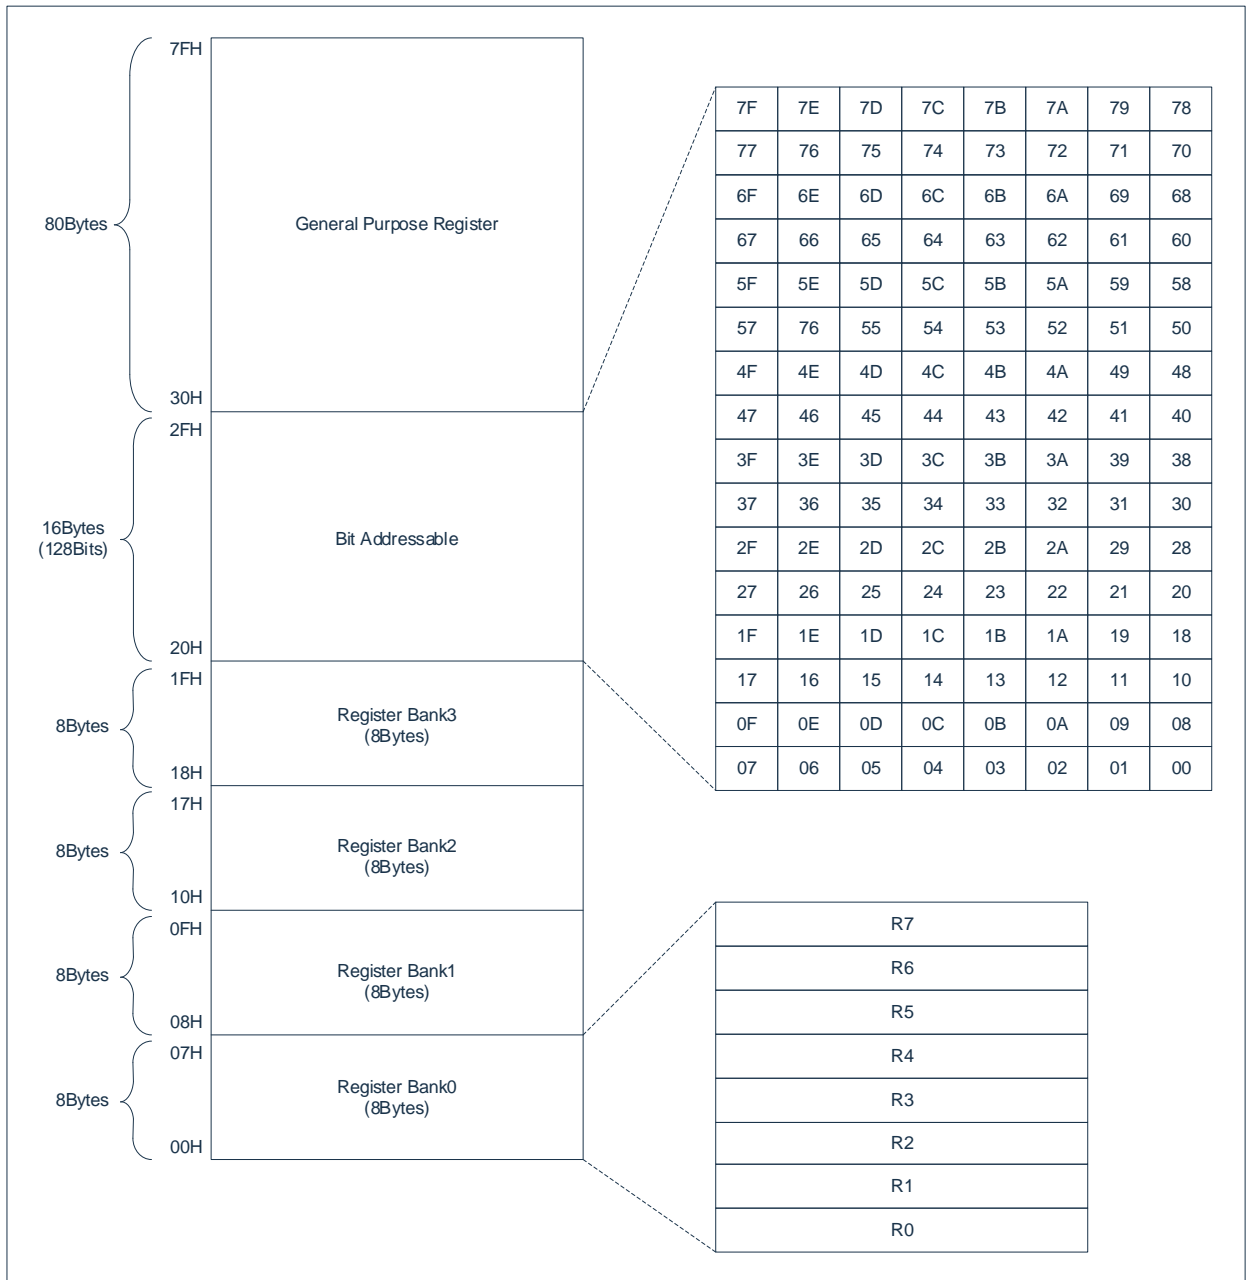 7FH
80Bytes
General Purpose Register
30H
2FH
16Bytes
(128Bits)
Bit Addressable
20H
1FH
8Bytes
Register Bank3
(8Bytes)
18H
17H
8Bytes
Register Bank2
(8Bytes)
10H
0FH
8Bytes
Register Bank1
(8Bytes)
08H
07H
8Bytes
Register Bank0
(8Bytes)
00H
7F 7E 7D 7C 7B 7A 79 78
77 76 75 74 73 72 71 70
6F 6E 6D 6C 6B 6A 69 68
67 66 65 64 63 62 61 60
5F 5E 5D 5C 5B 5A 59 58
57 76 55 54 53 52 51 50
4F 4E 4D 4C 4B 4A 49 48
47 46 45 44 43 42 41 40
3F 3E 3D 3C 3B 3A 39 38
37 36 35 34 33 32 31 30
2F 2E 2D 2C 2B 2A 29 28
27 26 25 24 23 22 21 20
1F 1E 1D 1C 1B 1A 19 18
17 16 15 14 13 12 11 10
0F 0E 0D 0C 0B 0A 09 08
07 06 05 04 03 02 01 00
R7
R6
R5
R4
R3
R2
R1
R0